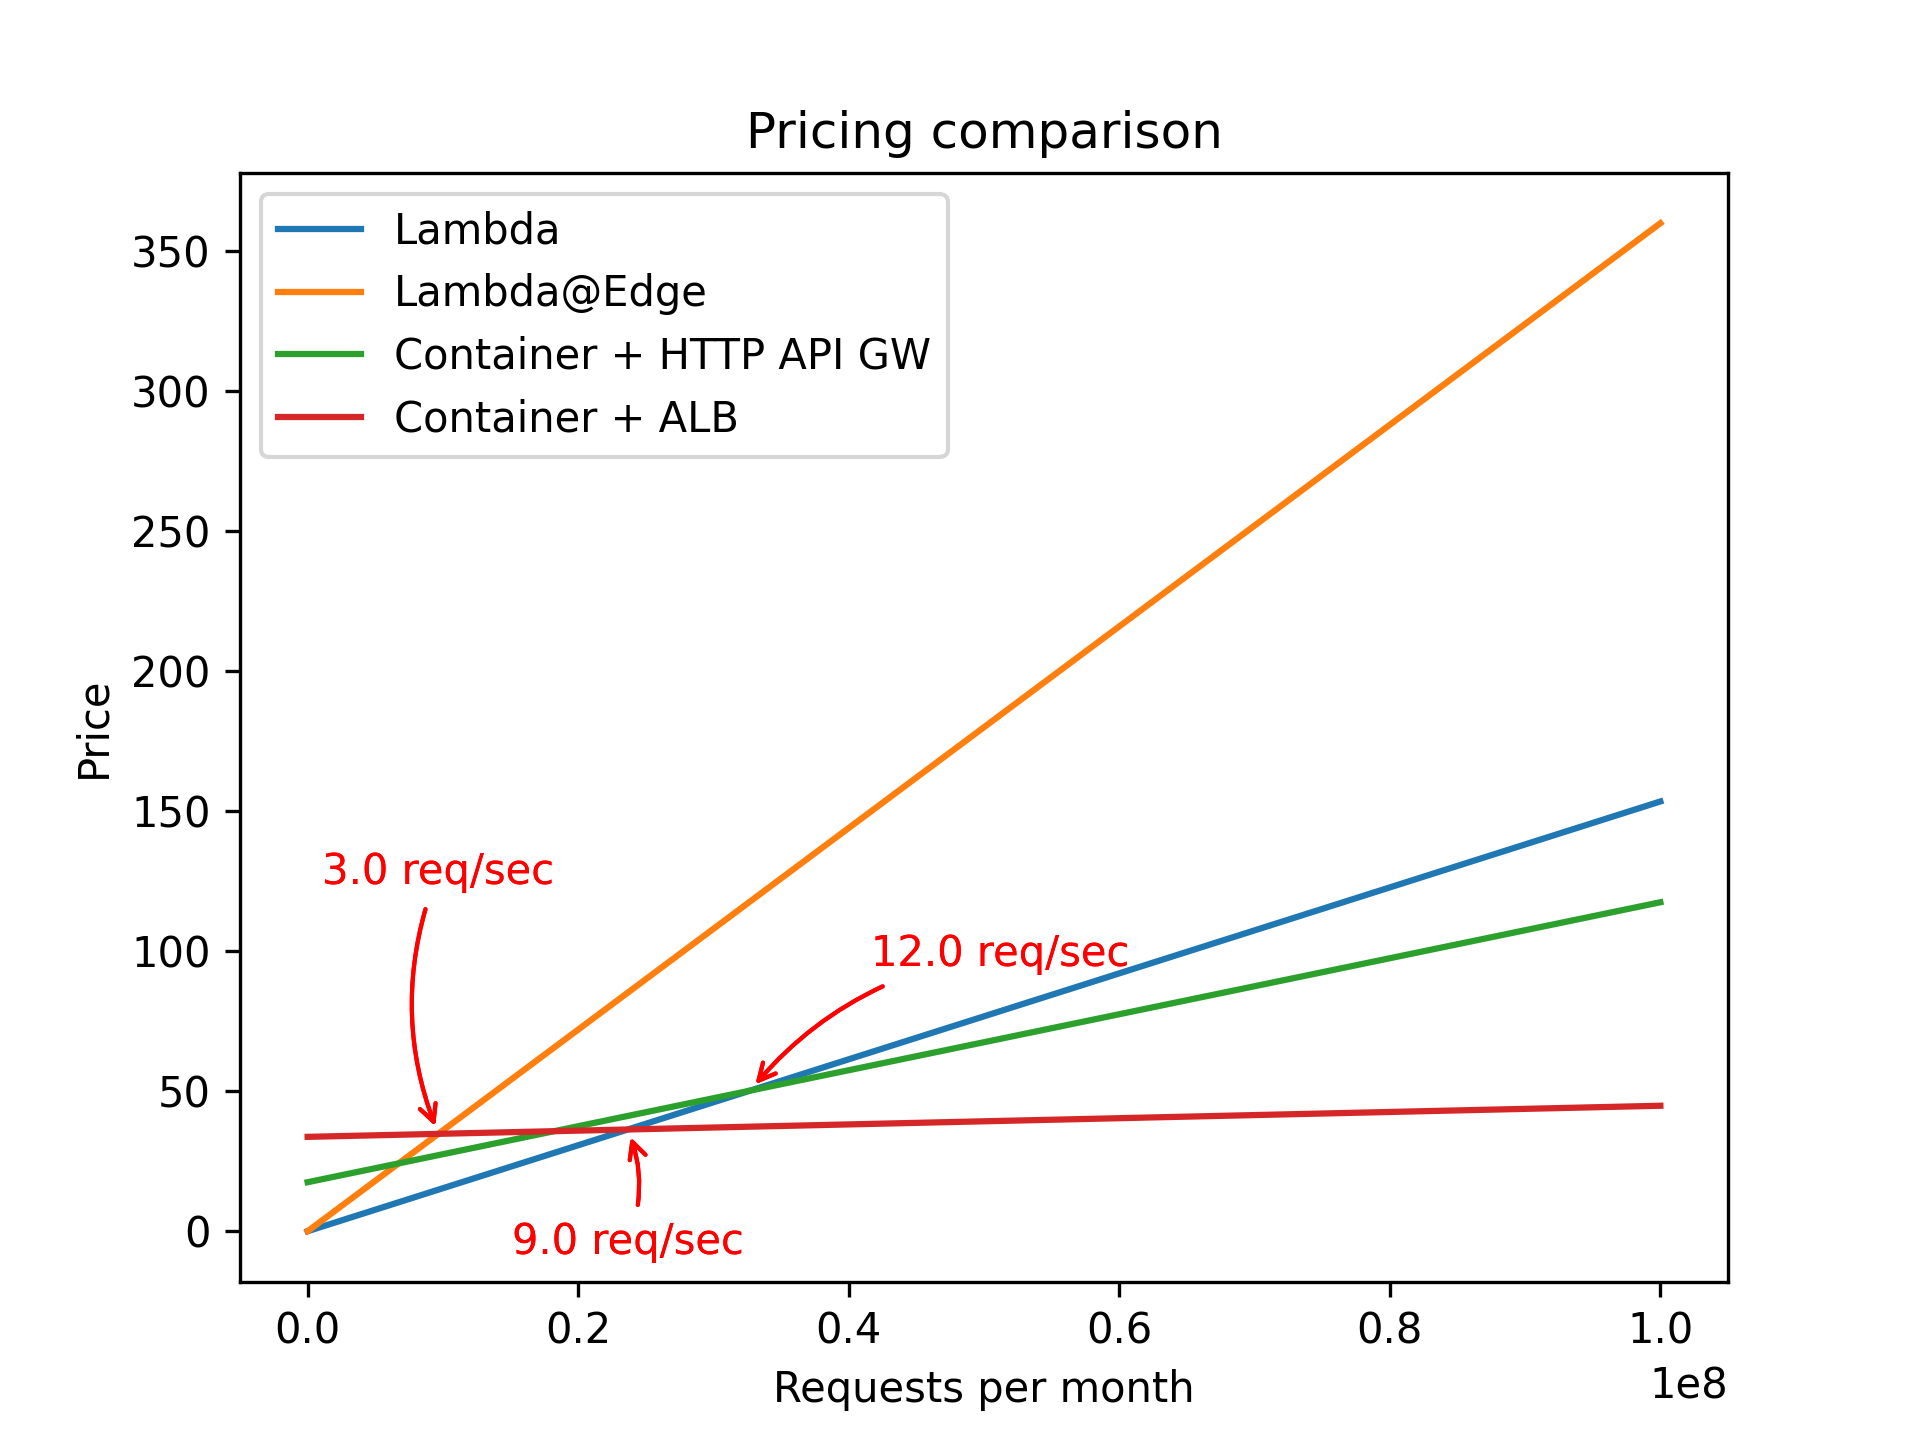 Pricing comparison
Lambda
Lambda@Edge
Container + HTTP API GW
Container + ALB
350
300
250
200
150
100
50
0
Price
3.0 req/sec
12.0 req/sec
9.0 req/sec
0.0 0.2 0.4 0.6 0.8 1.0
1e8
Requests per month